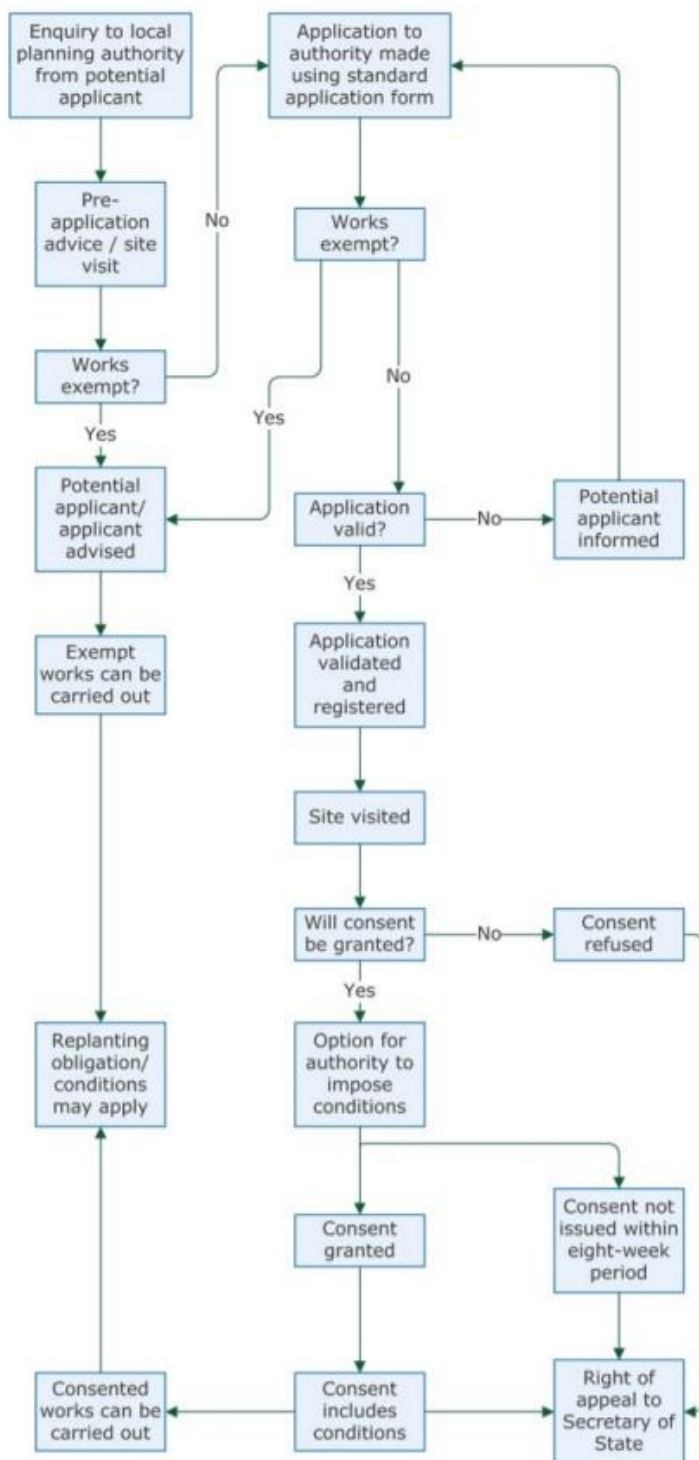 Enquiry to local
planning authority
from potential
applicant
Application to
authority made
using standard
application form
Pre-
application
advice / site
visit
No
Works
exempt?
Works
exempt?
No
Yes
Yes
Potential
applicant/
applicant
advised
Application
valid?
No
Potential
applicant
informed
Yes
Exempt
works can be
carried out
Application
validated
and
registered
Site visited
Will consent
be granted?
No
Consent
refused
Yes
Replanting
obligation/
conditions
may apply
Option for
authority to
impose
conditions
Consent
granted
Consent not
issued within
eight-week
period
Consented
works can be
carried out
Consent
includes
conditions
Right of
appeal to
Secretary of
State